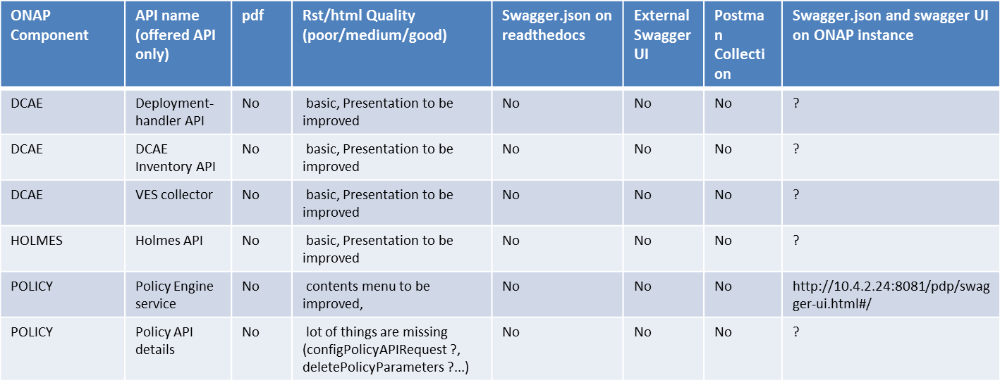 ONAP Component
API name (offered API only)
pdf
Rst/html Quality (poor/medium/good)
Swagger.json on readthedocs
External Swagger UI
Postman Collection
Swagger.json and swagger UI on ONAP instance
DCAE
Deployment-handler API
No
basic, Presentation to be improved
No
No
No
?
DCAE
DCAE Inventory API
No
basic, Presentation to be improved
No
No
No
?
DCAE
VES collector
No
basic, Presentation to be improved
No
No
No
?
HOLMES
Holmes API
No
basic, Presentation to be improved
No
No
No
?
POLICY
Policy Engine service
No
contents menu to be improved,
No
No
No
http://10.4.2.24:8081/pdp/swagger-ui.html#/
POLICY
Policy API details
No
lot of things are missing (configPolicyAPIRequest ?, deletePolicyParameters ?...)
No
No
No
?